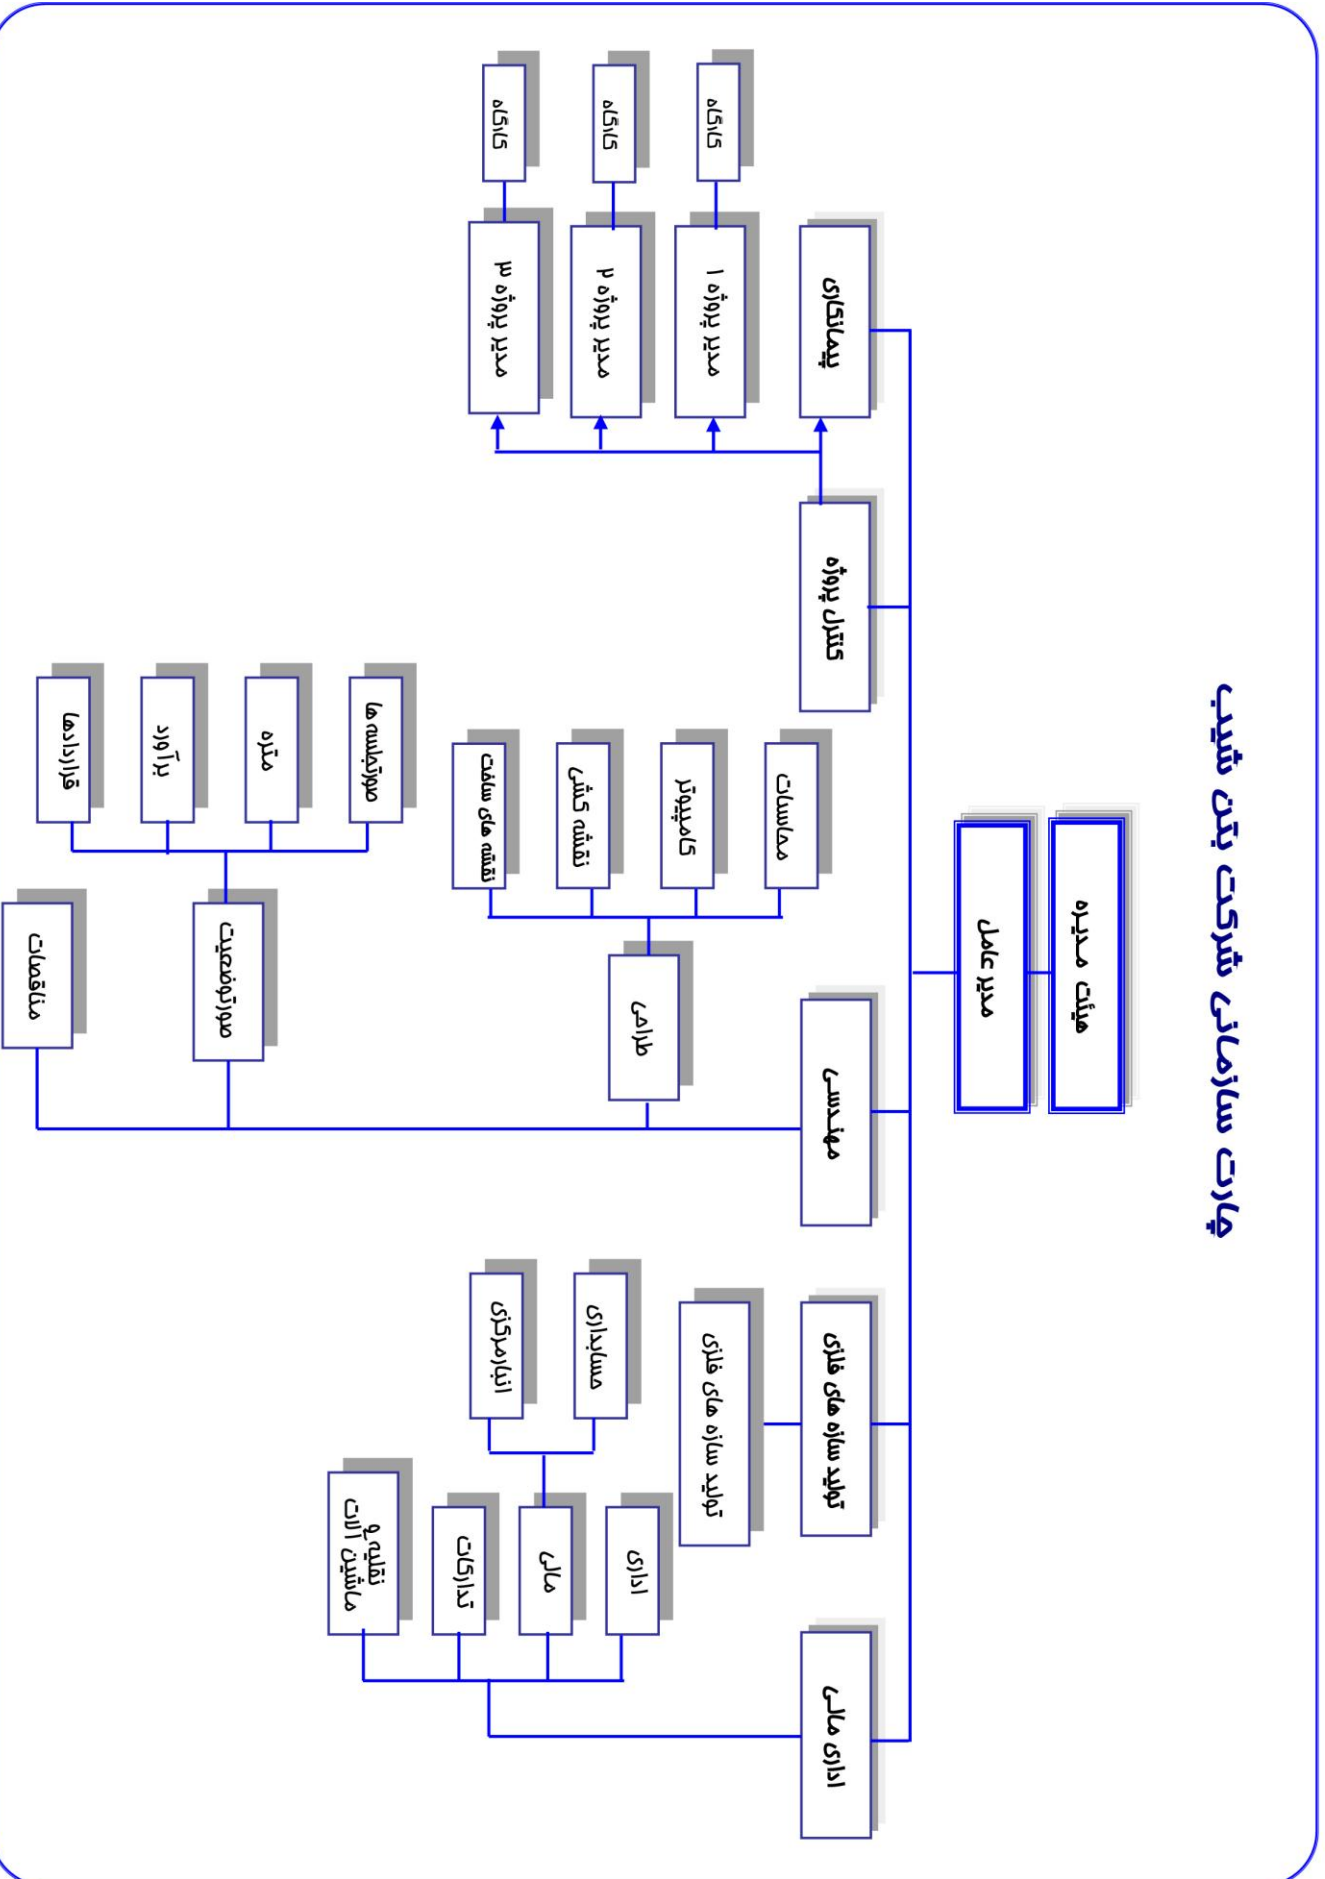 چارت سازمانی شرکت بتن شیب
هیئت مدیره
مدیر عامل
اداری مالی
تولید سازه های فلزی
مهندسی
کنترل پروژه
پیمانکاری
تولید سازه های فلزی
اداری
مالی
تدارکات
نقلیه و
ماشین آلات
حسابداری
انبارمرکزی
طراحی
صورتوضعیت
مناقصات
محاسبات
کامپیوتر
نقشه کشی
نقشه های ساخت
صورتجلسه ها
متره
برآورد
قراردادها
مدیر پروژه ۱
مدیر پروژه ۲
مدیر پروژه ۳
کارگاه
کارگاه
کارگاه